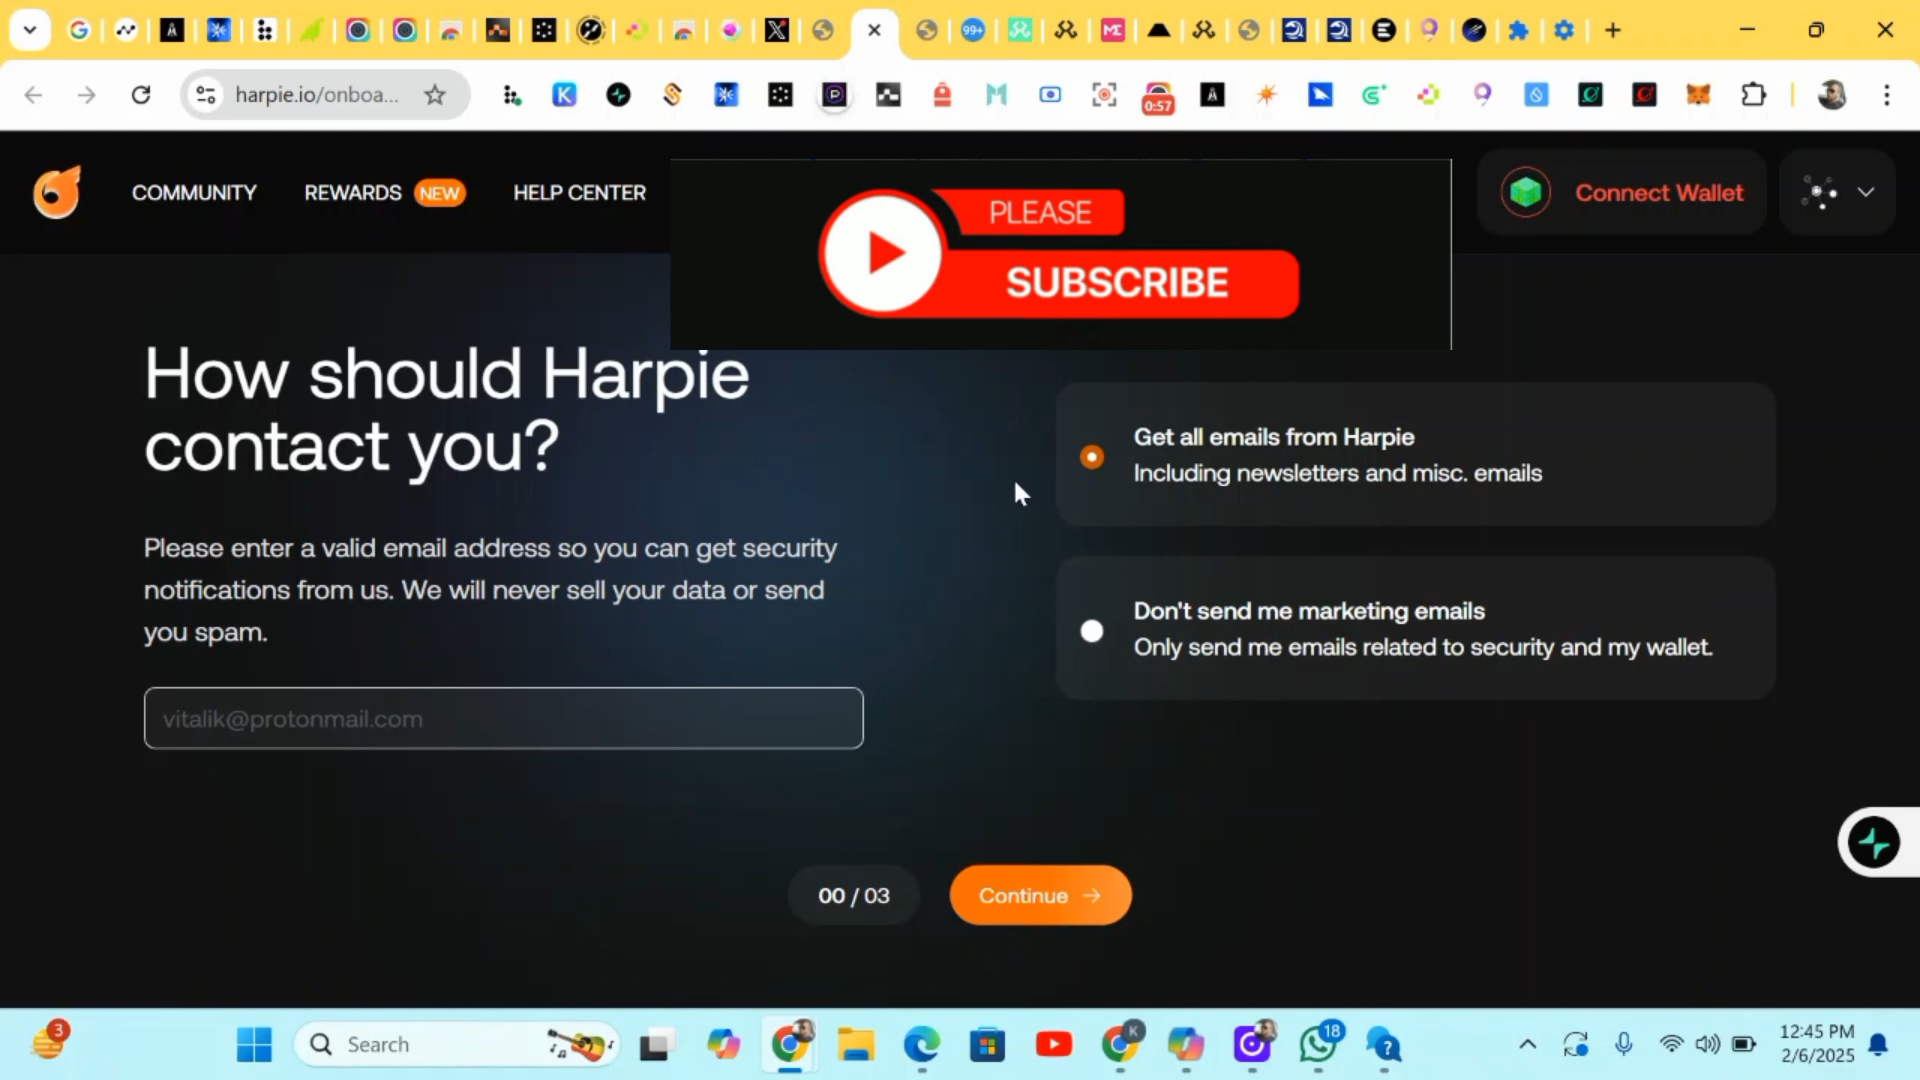 99+
ME
harpie.io/onboa...
K
0:57
COMMUNITY
REWARDS
NEW
HELP CENTER
PLEASE
SUBSCRIBE
Connect Wallet
How should Harpie
contact you?
Please enter a valid email address so you can get security
notifications from us. We will never sell your data or send
you spam.
vitalik@protonmail.com
Get all emails from Harpie
Including newsletters and misc. emails
Don't send me marketing emails
Only send me emails related to security and my wallet.
00 / 03
Continue →
3
Search
K
18
12:45 PM
2/6/2025